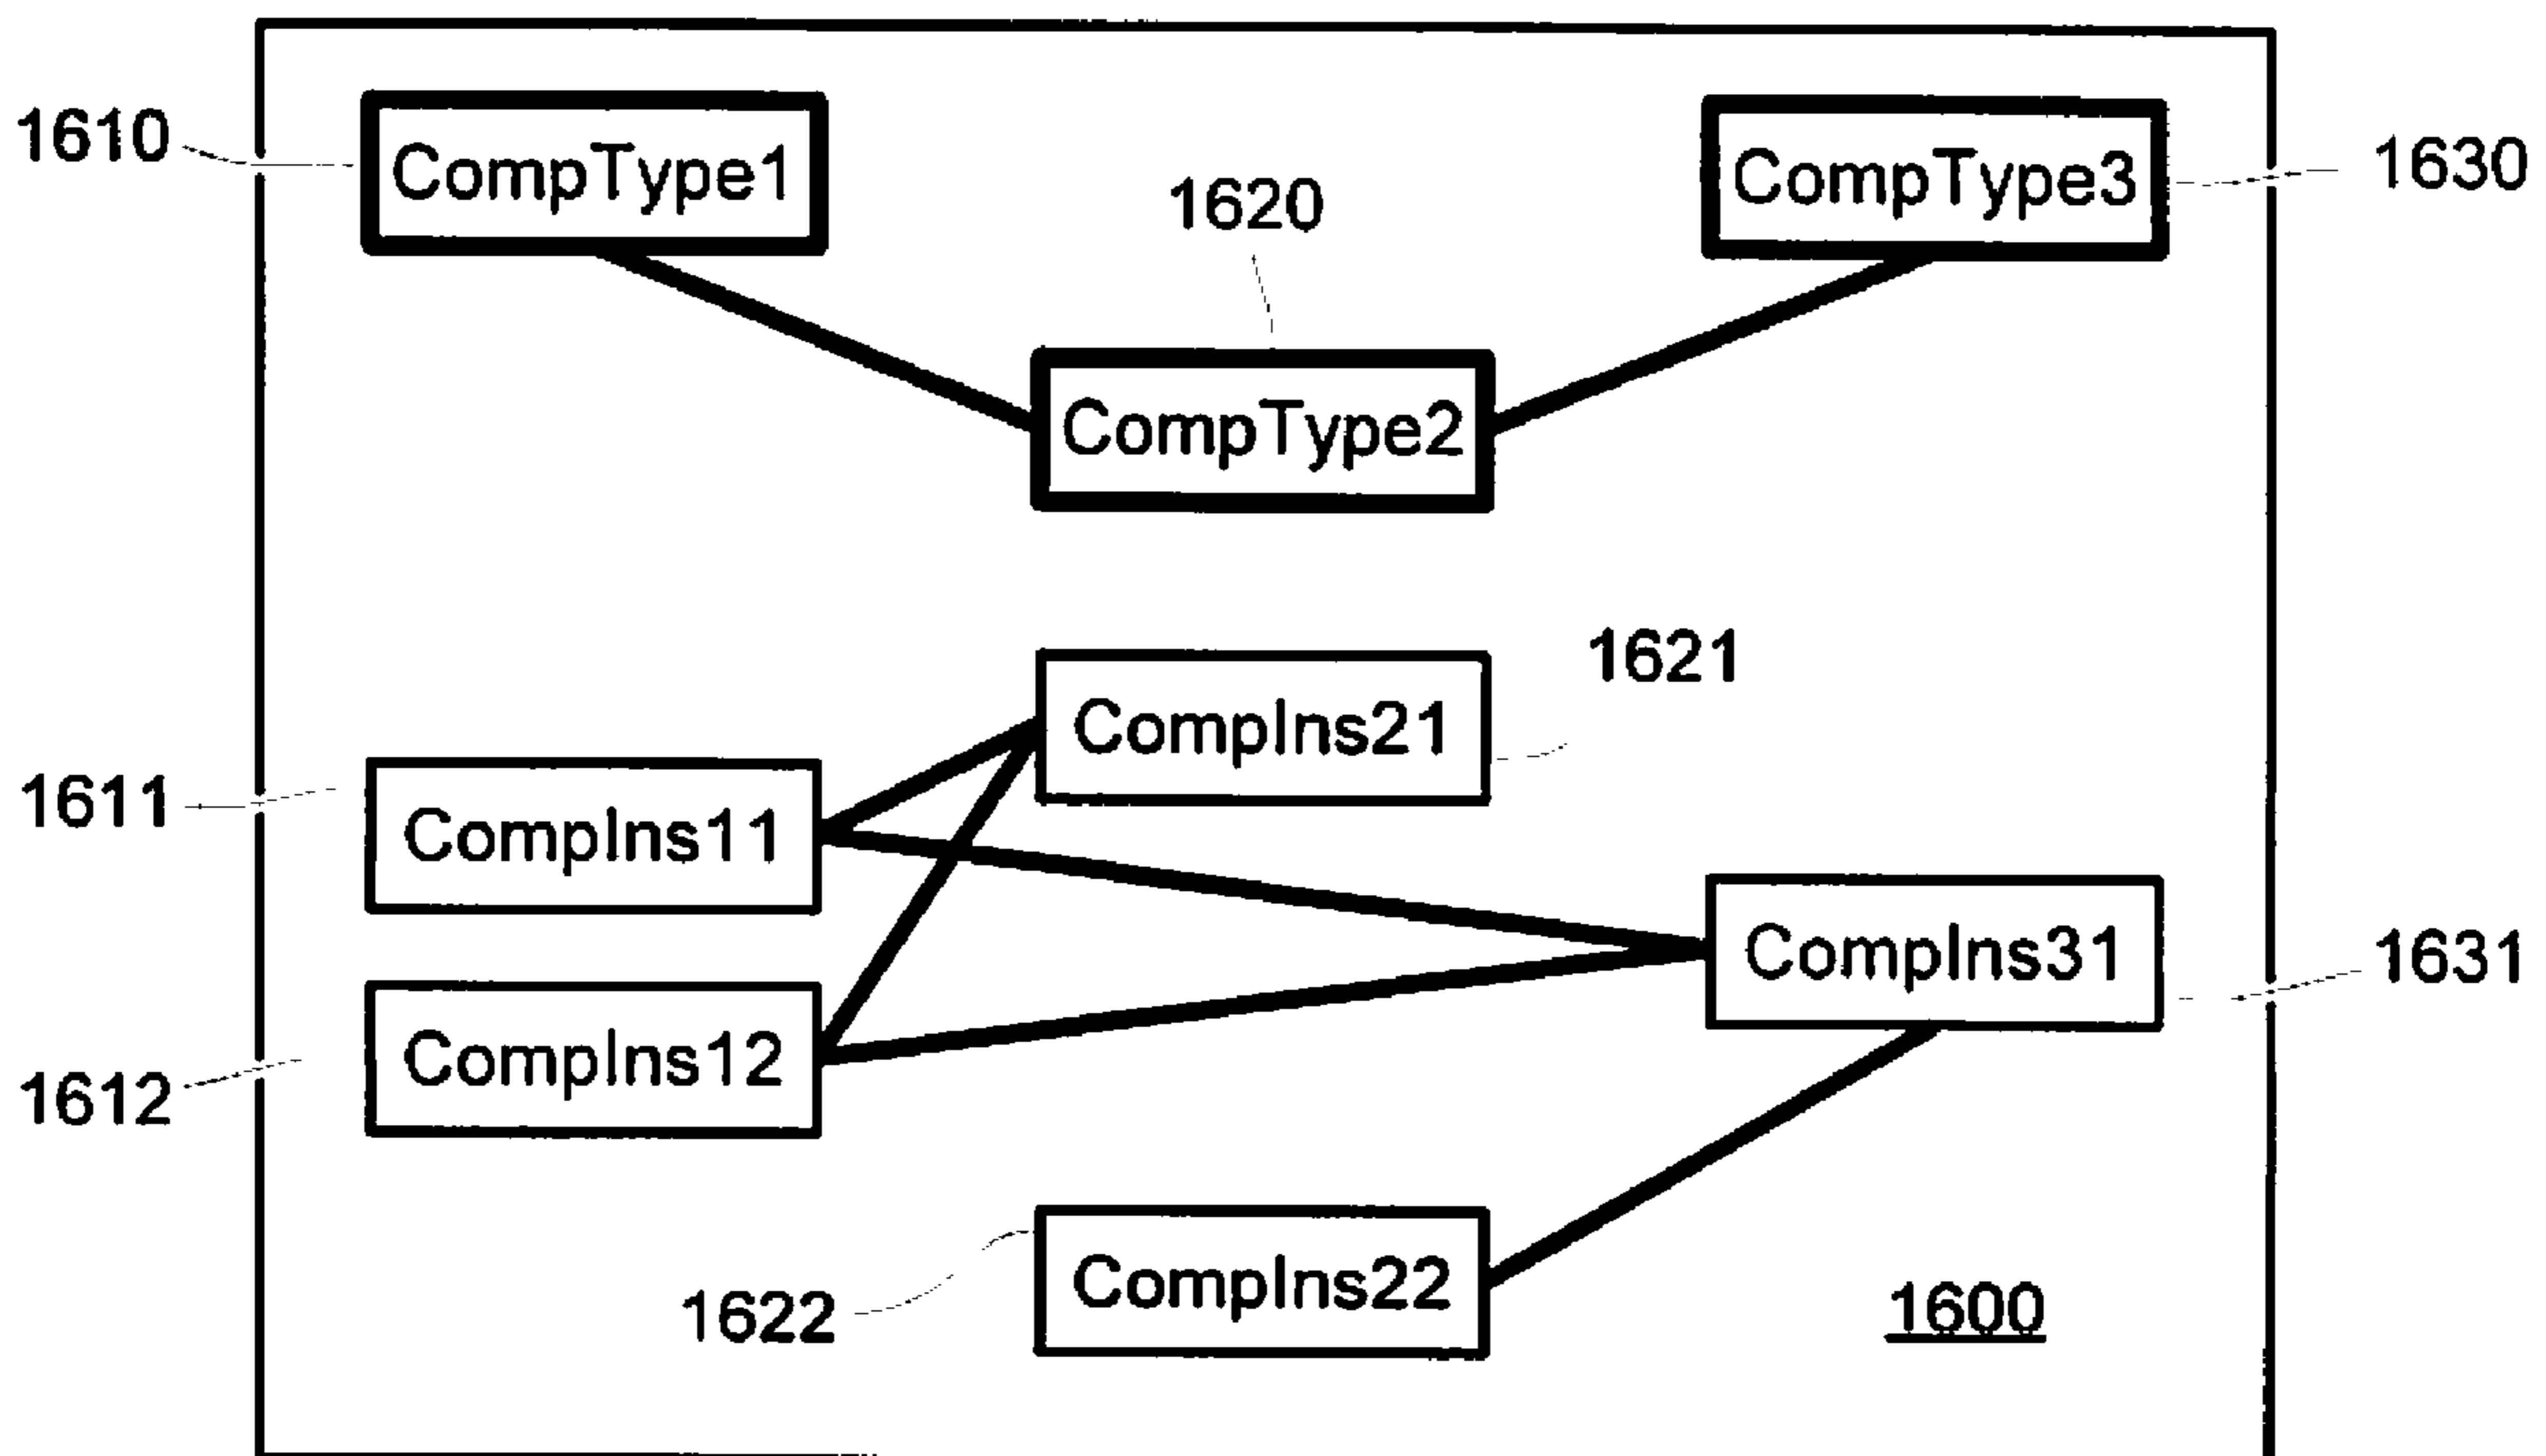 1610
CompType1
CompType3
1630
1620
CompType2
1621
CompIns21
1611
CompIns11
CompIns31
1631
CompIns12
1612
CompIns22
1622
1600